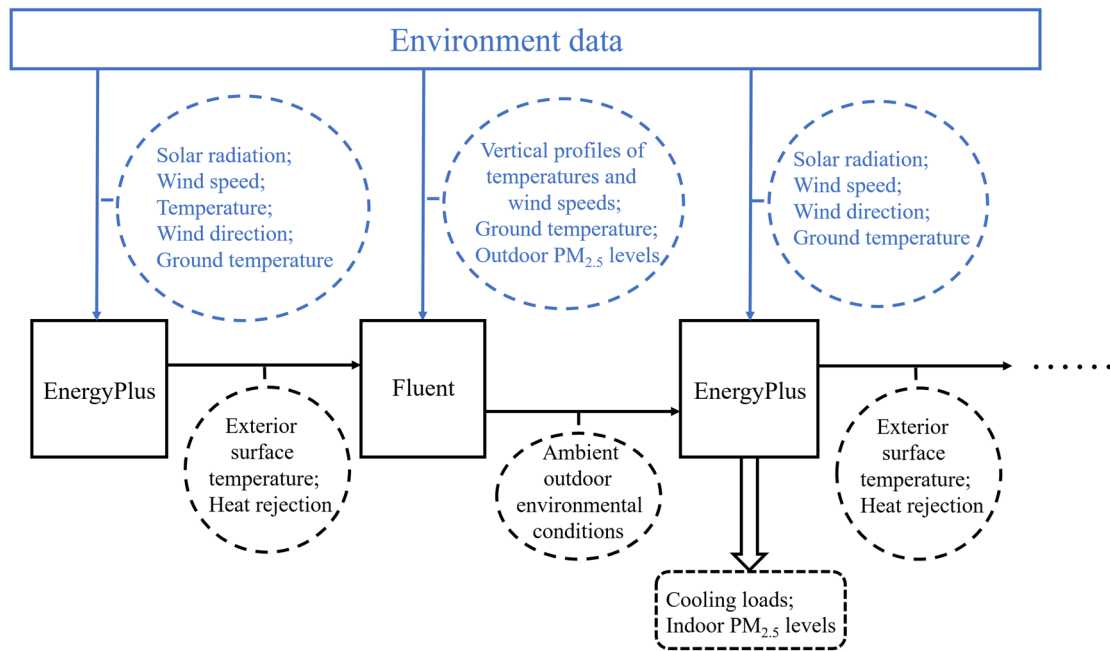 Environment data
Solar radiation;
Wind speed;
Temperature;
Wind direction;
Ground temperature
Vertical profiles of
temperatures and
wind speeds;
Ground temperature;
Outdoor PM2.5 levels
Solar radiation;
Wind speed;
Wind direction;
Ground temperature
EnergyPlus
Fluent
EnergyPlus
......
Exterior
surface
temperature;
Heat rejection
Ambient
outdoor
environmental
conditions
Exterior
surface
temperature;
Heat rejection
Cooling loads;
Indoor PM2.5 levels